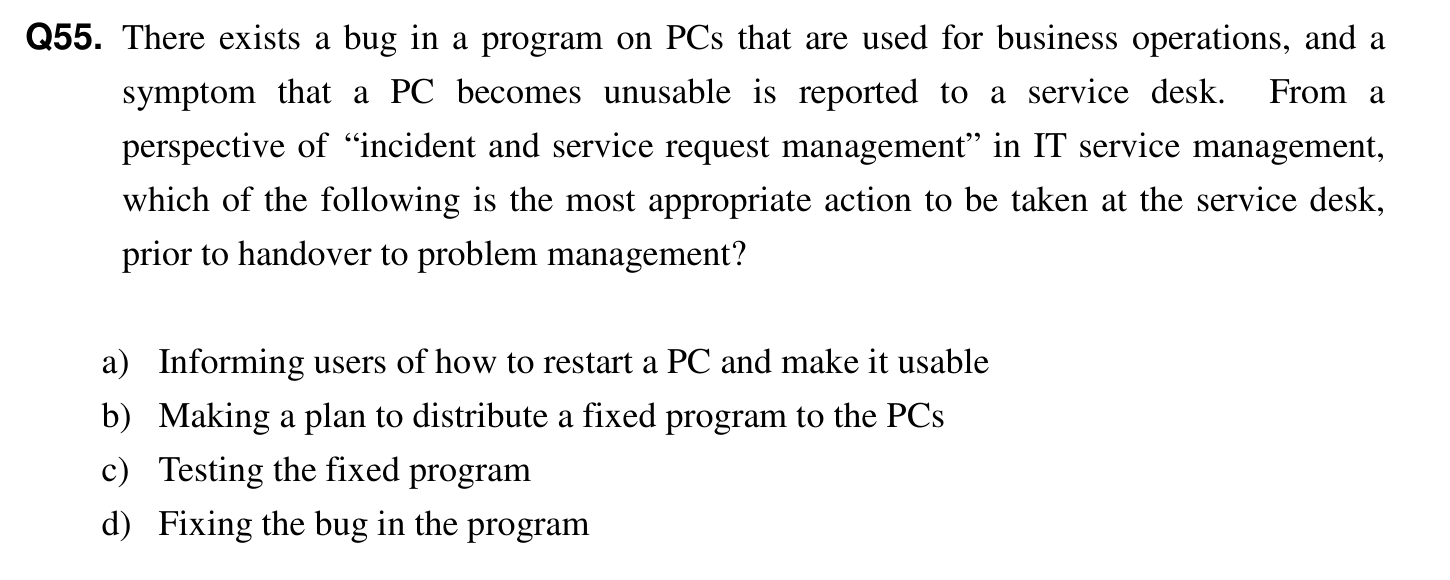 Q55. There exists a bug in a program on PCs that are used for business operations, and a
symptom that a PC becomes unusable is reported to a service desk. From a
perspective of “incident and service request management” in IT service management,
which of the following is the most appropriate action to be taken at the service desk,
prior to handover to problem management?
a) Informing users of how to restart a PC and make it usable
b) Making a plan to distribute a fixed program to the PCs
c) Testing the fixed program
d) Fixing the bug in the program